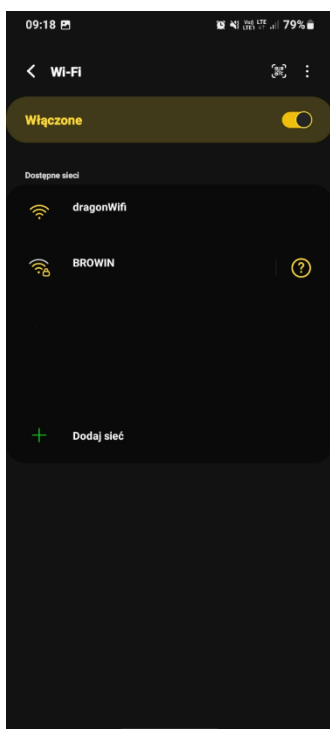 09:18 79%
Wi-Fi
Włączone
Dostępne sieci
dragonWifi
BROWIN
?
Dodaj sieć